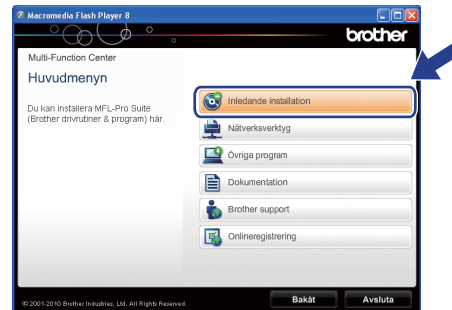 Macromedia Flash Player 8
brother
Multi-Function Center
Huvudmenyn
Du kan installera MFL-Pro Suite
(Brother drivrutiner & program) här.
Inledande installation
Nätverksverktyg
Övriga program
Dokumentation
Brother support
Onlineregistrering
© 2001-2010 Brother Industries, Ltd. All Rights Reserved.
Bakåt
Avsluta